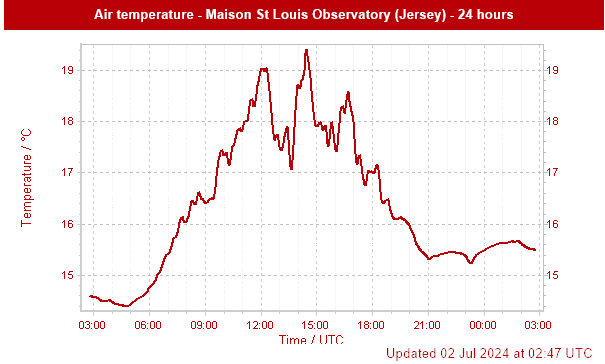 Air temperature - Maison St Louis Observatory (Jersey) - 24 hours
19 19
18 18
17 17
16 16
15 15
Temperature / °C
03:00 06:00 09:00 12:00 15:00 18:00 21:00 00:00 03:00
Time / UTC
Updated 02 Jul 2024 at 02:47 UTC